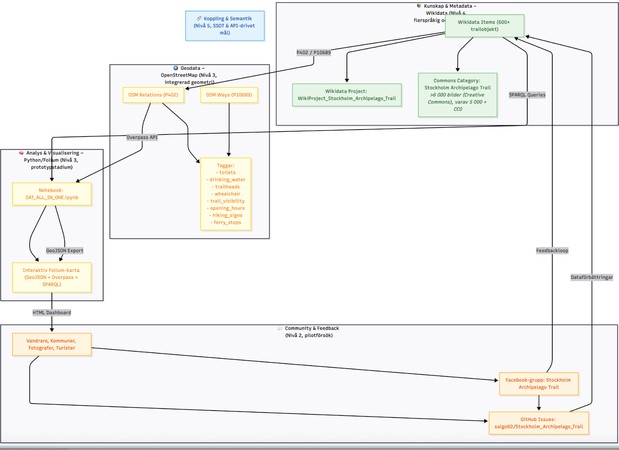 Kunskap & Metadata –
Wikidata (Nivå 4,
flerspråkig
Wikidata Items (600+
trailobjekt)
🔗 Koppling & Semantik
(Nivå 5, SSOT & API-drivet
mål)
P402 / P10689
Geodata –
OpenStreetMap (Nivå 3,
integrerad geometri)
OSM Relations (P402)
OSM Ways (P10689)
Wikidata Project:
WikiProject_Stockholm_Archipelago_Trail
Commons Category:
Stockholm Archipelago Trail
>6 000 bilder (Creative
Commons), varav 5 000 +
CC0
SPARQL Queries
Overpass API
Analys & Visualisering –
Python/Folium (Nivå 3,
prototypstadium)
Taggar:
- toilets
- drinking_water
- trailheads
- wheelchair
- trail_visibility
- opening_hours
- hiking_signs
- ferry_stops
Notebook:
SAT_ALL_IN_ONE.ipynb
GeoJSON Export
Feedbackloop
Interaktiv Folium-karta
(GeoJSON + Overpass +
SPARQL)
Dataförbättringar
HTML Dashboard
Community & Feedback
(Nivå 2, pilotförsök)
Vandrare, Kommuner,
Fotografer, Turister
Facebook-grupp: Stockholm
Archipelago Trail
GitHub Issues:
salgo60/Stockholm_Archipelago_Trail